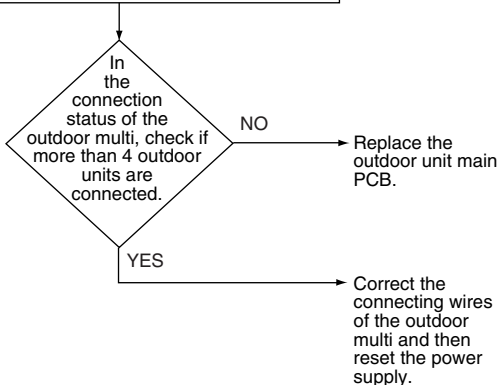 In
the
connection
status of the
outdoor multi, check if
more than 4 outdoor
units are
connected.
NO
Replace the
outdoor unit main
PCB.
YES
Correct the
connecting wires
of the outdoor
multi and then
reset the power
supply.